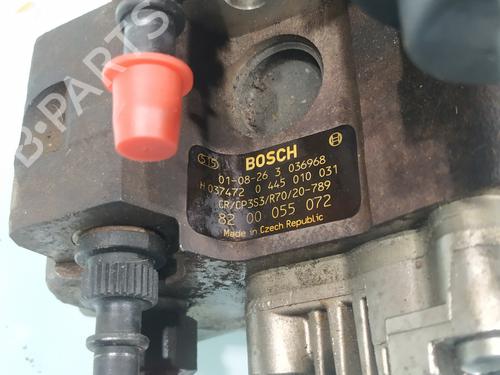 BOSCH
01-08-26 3 036968
H 037472 0 445 010 031
CR/CP3S3/R70/20-789
82 00 055 072
Made in Czech Republic
B-PARTS